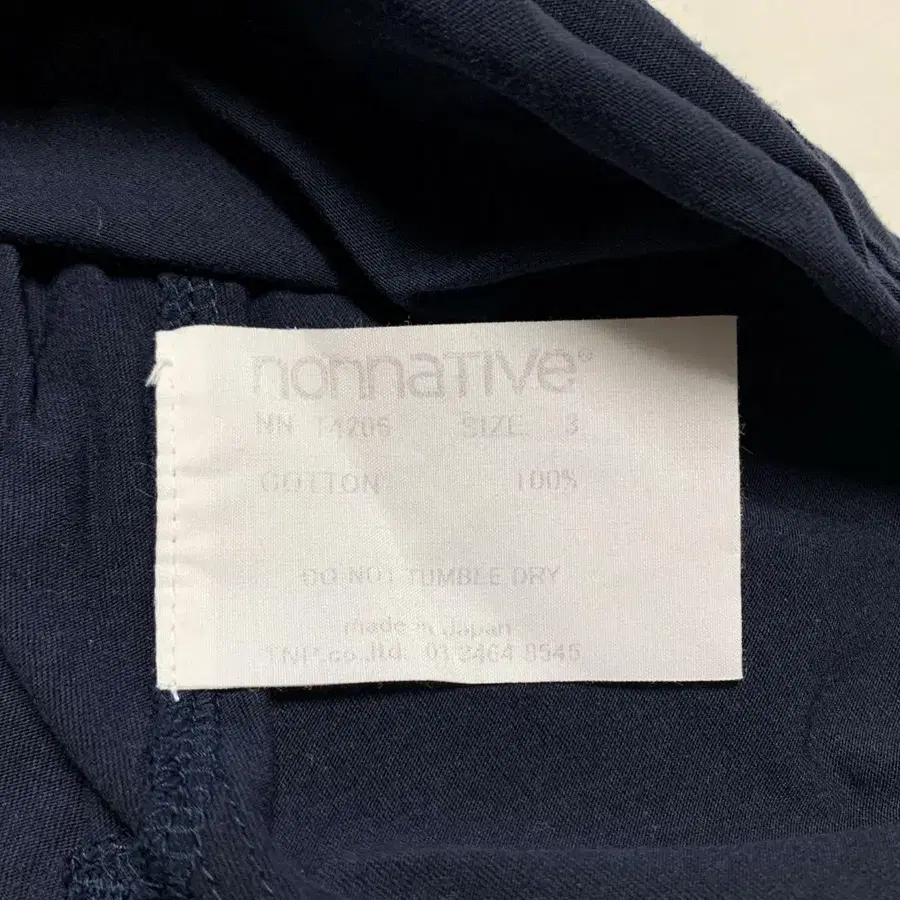 nonnative®
NN T4206 SIZE 3
COTTON 100%
DO NOT TUMBLE DRY
made in Japan
TNP.co.,ltd. 03 3464 8545